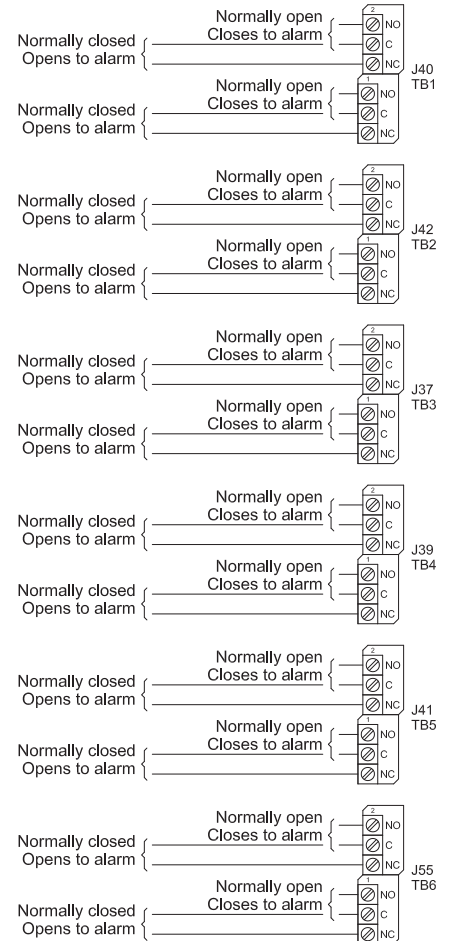 2
Normally open
Closes to alarm
NO
Normally closed
Opens to alarm
C
NC
J40
TB1
1
Normally open
Closes to alarm
NO
Normally closed
Opens to alarm
C
NC
2
Normally open
Closes to alarm
NO
Normally closed
Opens to alarm
C
NC
J42
TB2
1
Normally open
Closes to alarm
NO
Normally closed
Opens to alarm
C
NC
2
Normally open
Closes to alarm
NO
Normally closed
Opens to alarm
C
NC
J37
TB3
1
Normally open
Closes to alarm
NO
Normally closed
Opens to alarm
C
NC
2
Normally open
Closes to alarm
NO
Normally closed
Opens to alarm
C
NC
J39
TB4
1
Normally open
Closes to alarm
NO
Normally closed
Opens to alarm
C
NC
2
Normally open
Closes to alarm
NO
Normally closed
Opens to alarm
C
NC
J41
TB5
1
Normally open
Closes to alarm
NO
Normally closed
Opens to alarm
C
NC
2
Normally open
Closes to alarm
NO
Normally closed
Opens to alarm
C
NC
J55
TB6
1
Normally open
Closes to alarm
NO
Normally closed
Opens to alarm
C
NC